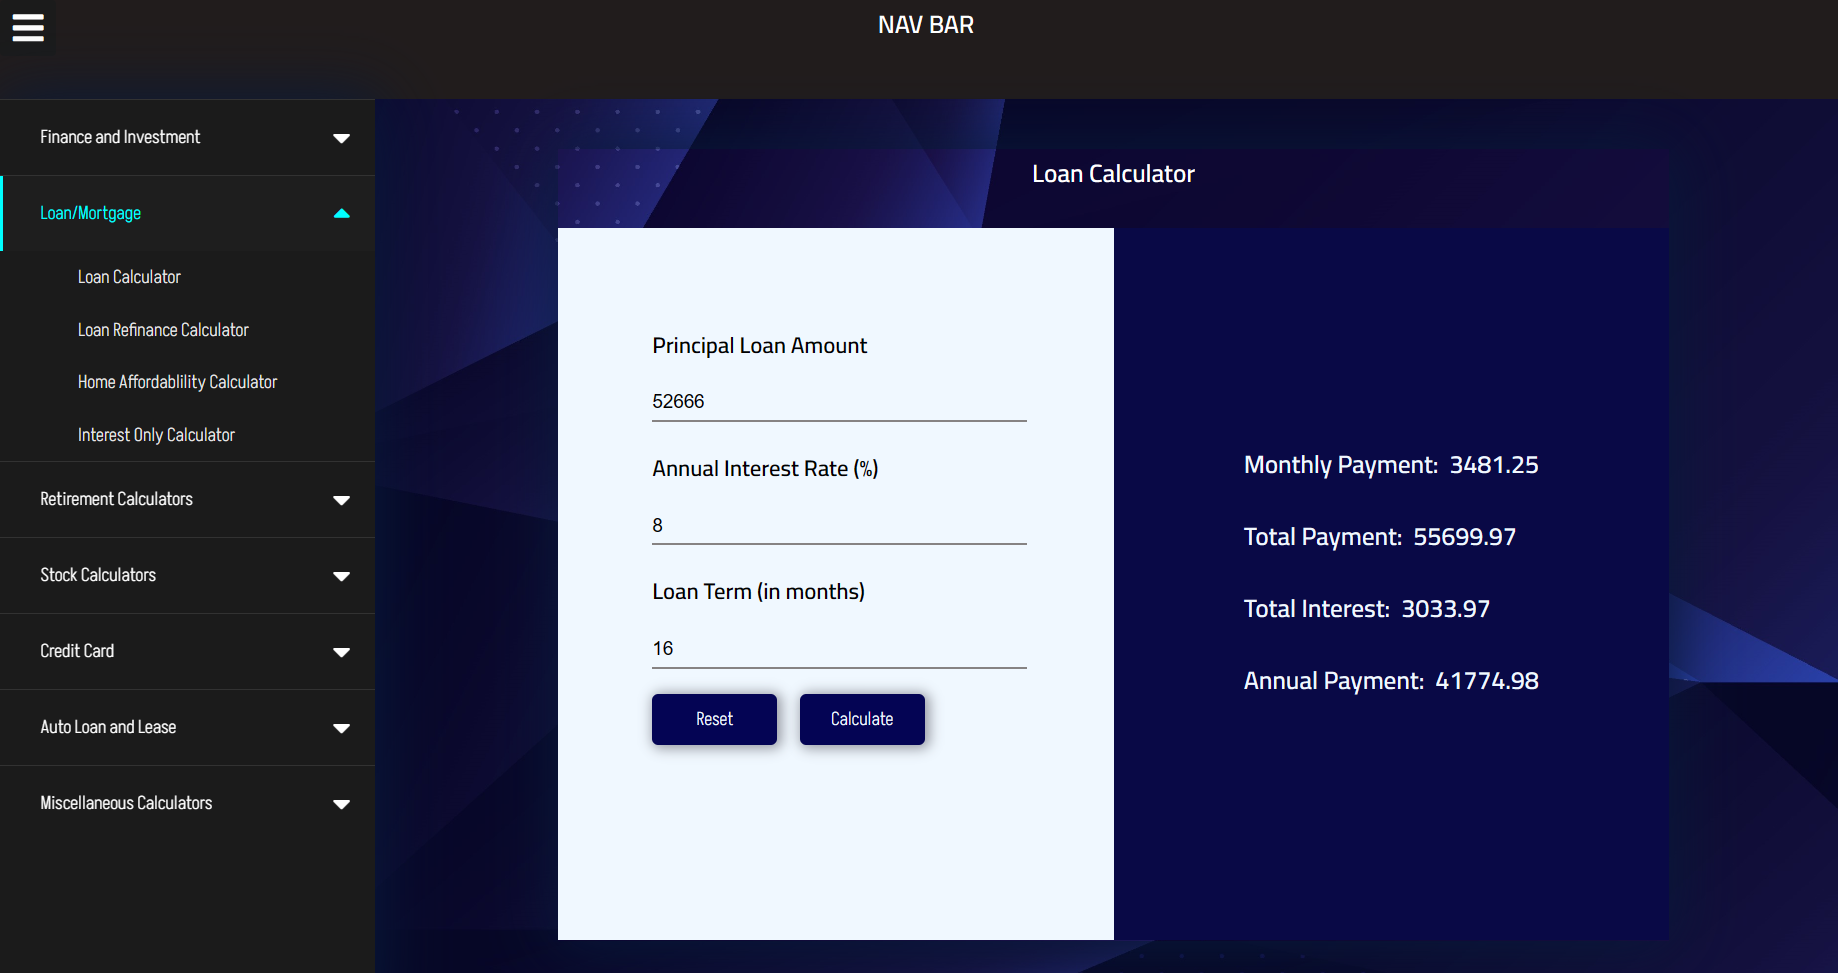 NAV BAR
Finance and Investment
Loan/Mortgage
Loan Calculator
Loan Refinance Calculator
Home Affordablility Calculator
Interest Only Calculator
Retirement Calculators
Stock Calculators
Credit Card
Auto Loan and Lease
Miscellaneous Calculators
Loan Calculator
Principal Loan Amount
52666
Annual Interest Rate (%)
8
Loan Term (in months)
16
Reset Calculate
Monthly Payment: 3481.25
Total Payment: 55699.97
Total Interest: 3033.97
Annual Payment: 41774.98